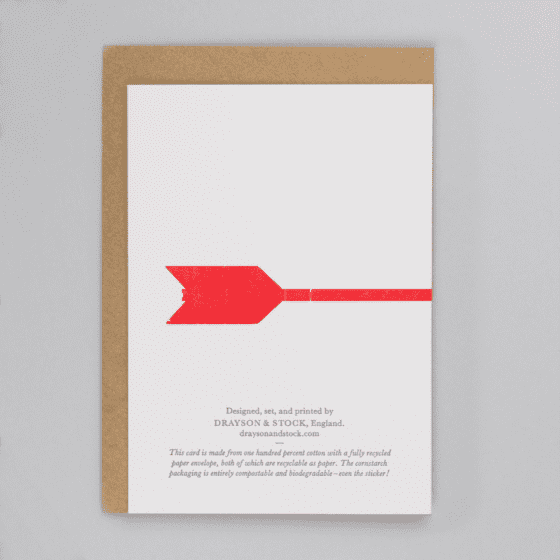 Designed, set, and printed by
DRAYSON & STOCK, England.
draysonandstock.com
This card is made from one hundred percent cotton with a fully recycled
paper envelope, both of which are recyclable as paper. The cornstarch
packaging is entirely compostable and biodegradable—even the sticker!